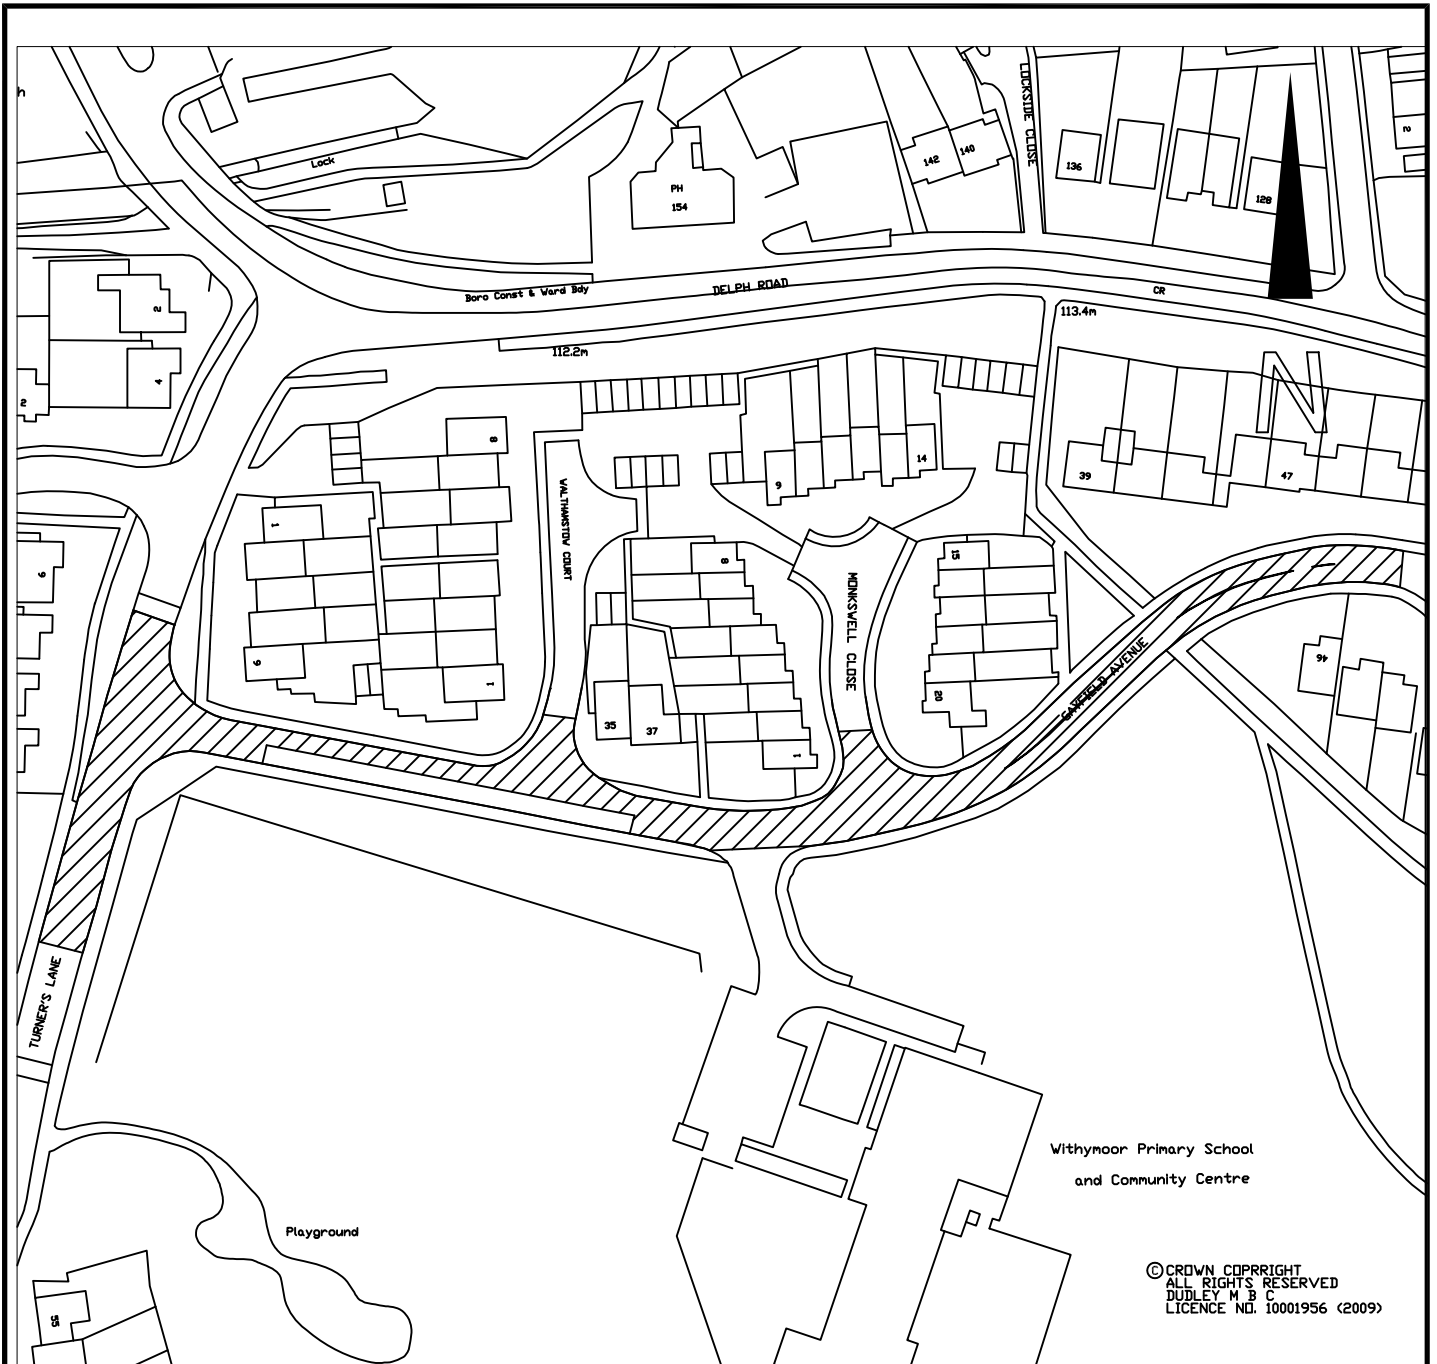 h
LOCKSIDE CLOSE
2
Lock
142
140
136
PH
154
128
Boro Const & Ward Bdy
DELPH ROAD
CR
113.4m
2
112.2m
4
2
N
8
39
47
14
9
WALTHAMSTOW COURT
1
15
8
9
MONKSWELL CLOSE
GAYFIELD AVENUE
46
9
1
20
35
37
1
TURNER'S LANE
Withymoor Primary School
and Community Centre
Playground
© CROWN COPRRIGHT
ALL RIGHTS RESERVED
DUDLEY M B C
LICENCE NO. 10001956 (2009)
55